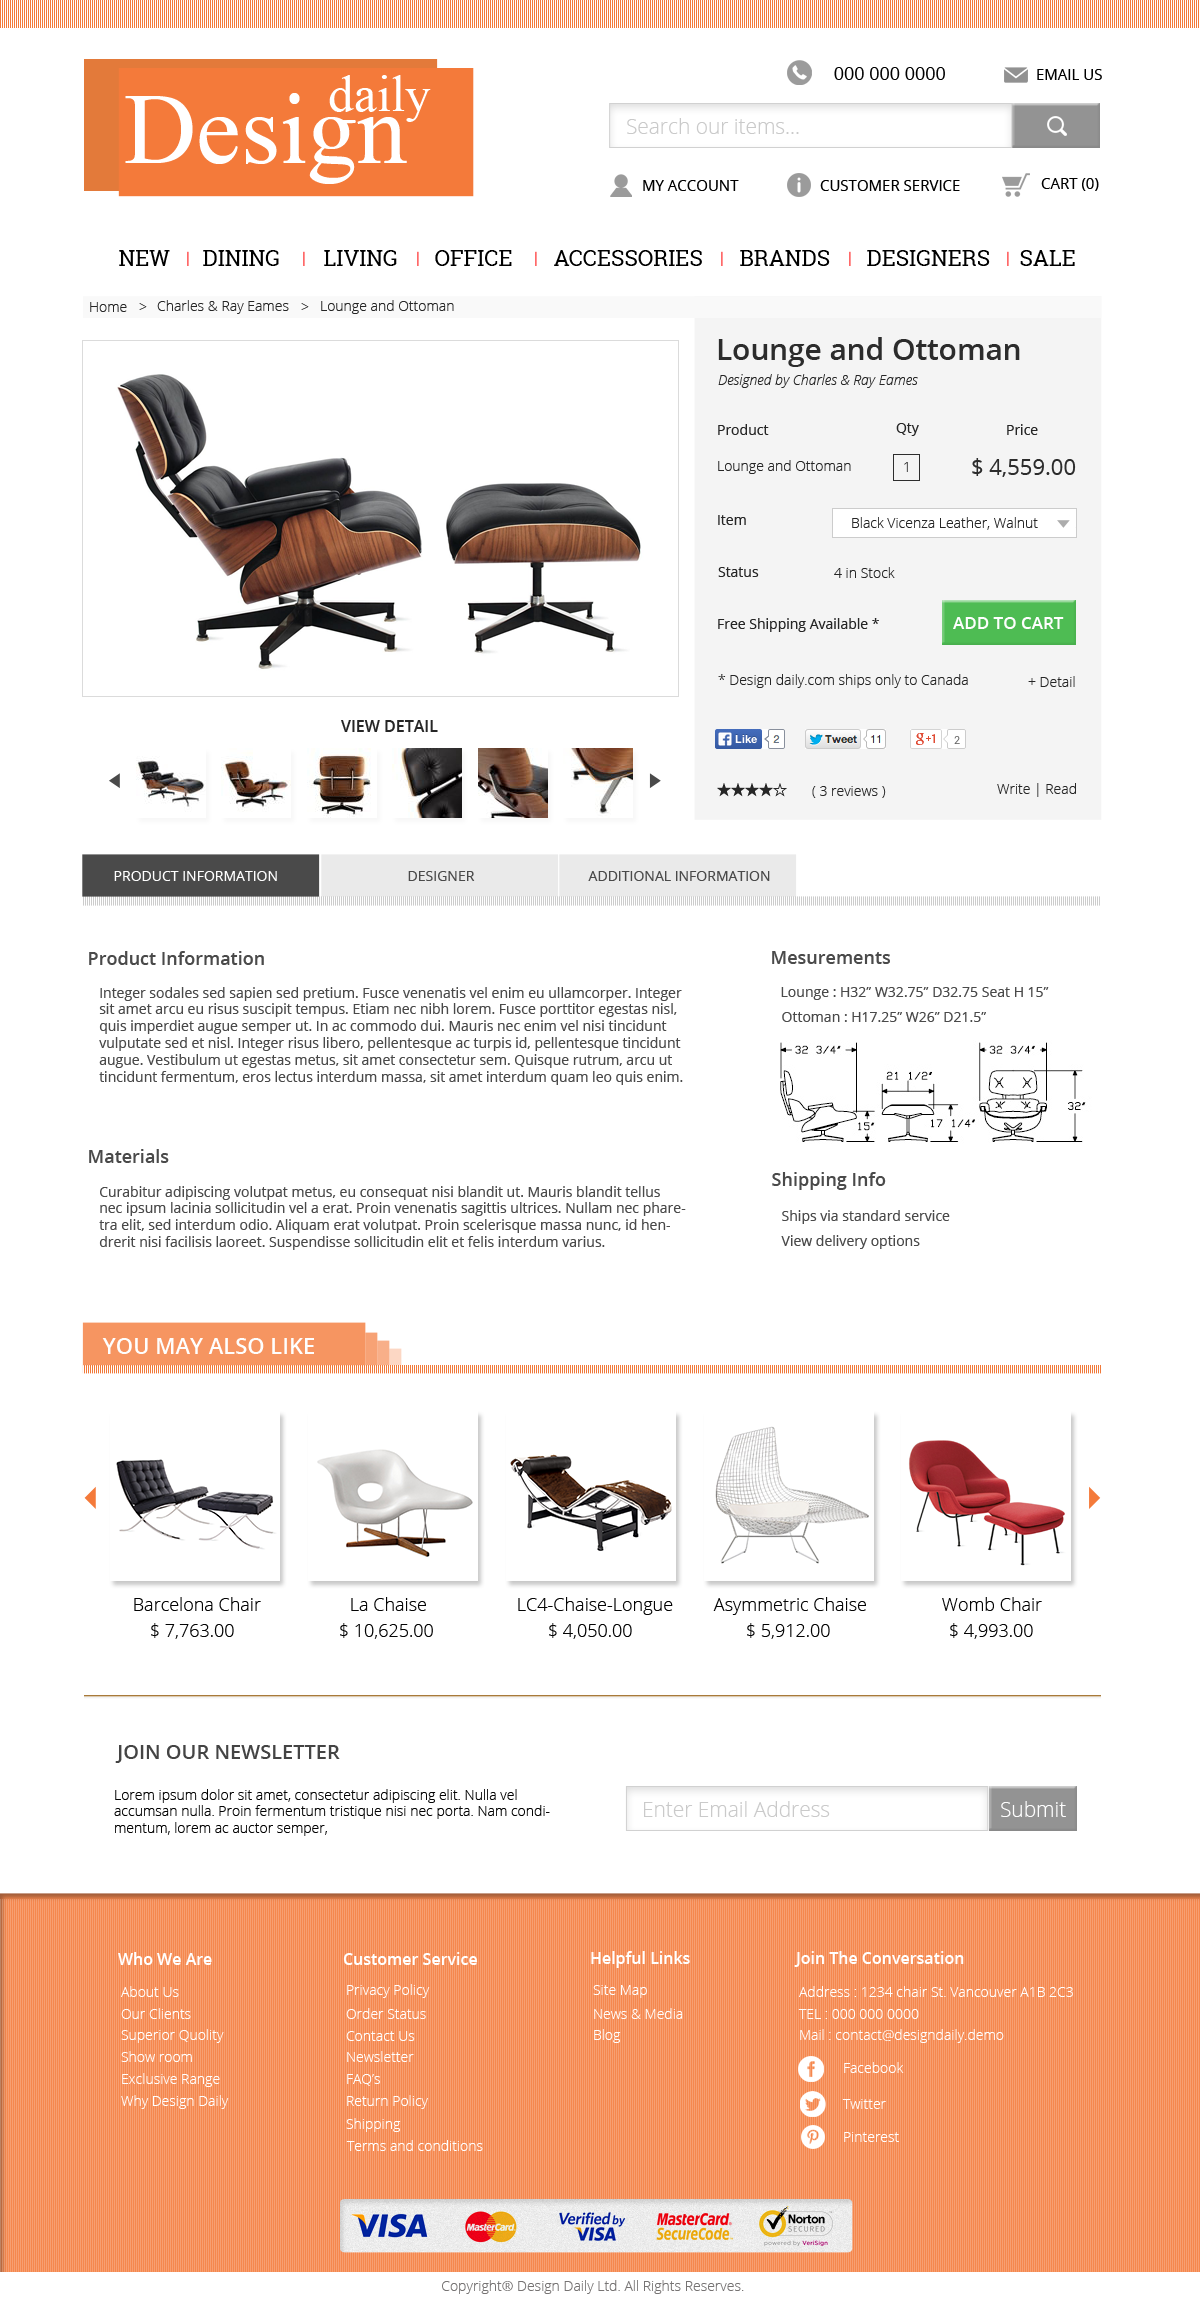 daily
Design
000 000 0000
EMAIL US
Search our items...
MY ACCOUNT
CUSTOMER SERVICE
CART (0)
NEW | DINING | LIVING | OFFICE | ACCESSORIES | BRANDS | DESIGNERS | SALE
Home > Charles & Ray Eames > Lounge and Ottoman
Lounge and Ottoman
Designed by Charles & Ray Eames
Product Qty Price
Lounge and Ottoman 1 $ 4,559.00
Item Black Vicenza Leather, Walnut
Status 4 in Stock
Free Shipping Available *
ADD TO CART
* Design daily.com ships only to Canada
+ Detail
Like 2
Tweet 11
g+1 2
★★★★☆ ( 3 reviews )
Write | Read
VIEW DETAIL
PRODUCT INFORMATION
DESIGNER
ADDITIONAL INFORMATION
Product Information
Integer sodales sed sapien sed pretium. Fusce venenatis vel enim eu ullamcorper. Integer
sit amet arcu eu risus suscipit tempus. Etiam nec nibh lorem. Fusce porttitor egestas nisl,
quis imperdiet augue semper ut. In ac commodo dui. Mauris nec enim vel nisi tincidunt
vulputate sed et nisl. Integer risus libero, pellentesque ac turpis id, pellentesque tincidunt
augue. Vestibulum ut egestas metus, sit amet consectetur sem. Quisque rutrum, arcu ut
tincidunt fermentum, eros lectus interdum massa, sit amet interdum quam leo quis enim.
Materials
Curabitur adipiscing volutpat metus, eu consequat nisi blandit ut. Mauris blandit tellus
nec ipsum lacinia sollicitudin vel a erat. Proin venenatis sagittis ultrices. Nullam nec phare-
tra elit, sed interdum odio. Aliquam erat volutpat. Proin scelerisque massa nunc, id hen-
drerit nisi facilisis laoreet. Suspendisse sollicitudin elit et felis interdum varius.
Mesurements
Lounge : H32” W32.75” D32.75 Seat H 15”
Ottoman : H17.25” W26” D21.5”
32 3/4"
32 3/4"
21 1/2"
32"
15"
17 1/4"
Shipping Info
Ships via standard service
View delivery options
YOU MAY ALSO LIKE
Barcelona Chair
$ 7,763.00
La Chaise
$ 10,625.00
LC4-Chaise-Longue
$ 4,050.00
Asymmetric Chaise
$ 5,912.00
Womb Chair
$ 4,993.00
JOIN OUR NEWSLETTER
Lorem ipsum dolor sit amet, consectetur adipiscing elit. Nulla vel
accumsan nulla. Proin fermentum tristique nisi nec porta. Nam condi-
mentum, lorem ac auctor semper,
Enter Email Address
Submit
Who We Are
About Us
Our Clients
Superior Quolity
Show room
Exclusive Range
Why Design Daily
Customer Service
Privacy Policy
Order Status
Contact Us
Newsletter
FAQ’s
Return Policy
Shipping
Terms and conditions
Helpful Links
Site Map
News & Media
Blog
Join The Conversation
Address : 1234 chair St. Vancouver A1B 2C3
TEL : 000 000 0000
Mail : contact@designdaily.demo
Facebook
Twitter
Pinterest
VISA
MasterCard
Verified by
VISA
MasterCard.
SecureCode.
Norton
SECURED
powered by VeriSign
Copyright® Design Daily Ltd. All Rights Reserves.